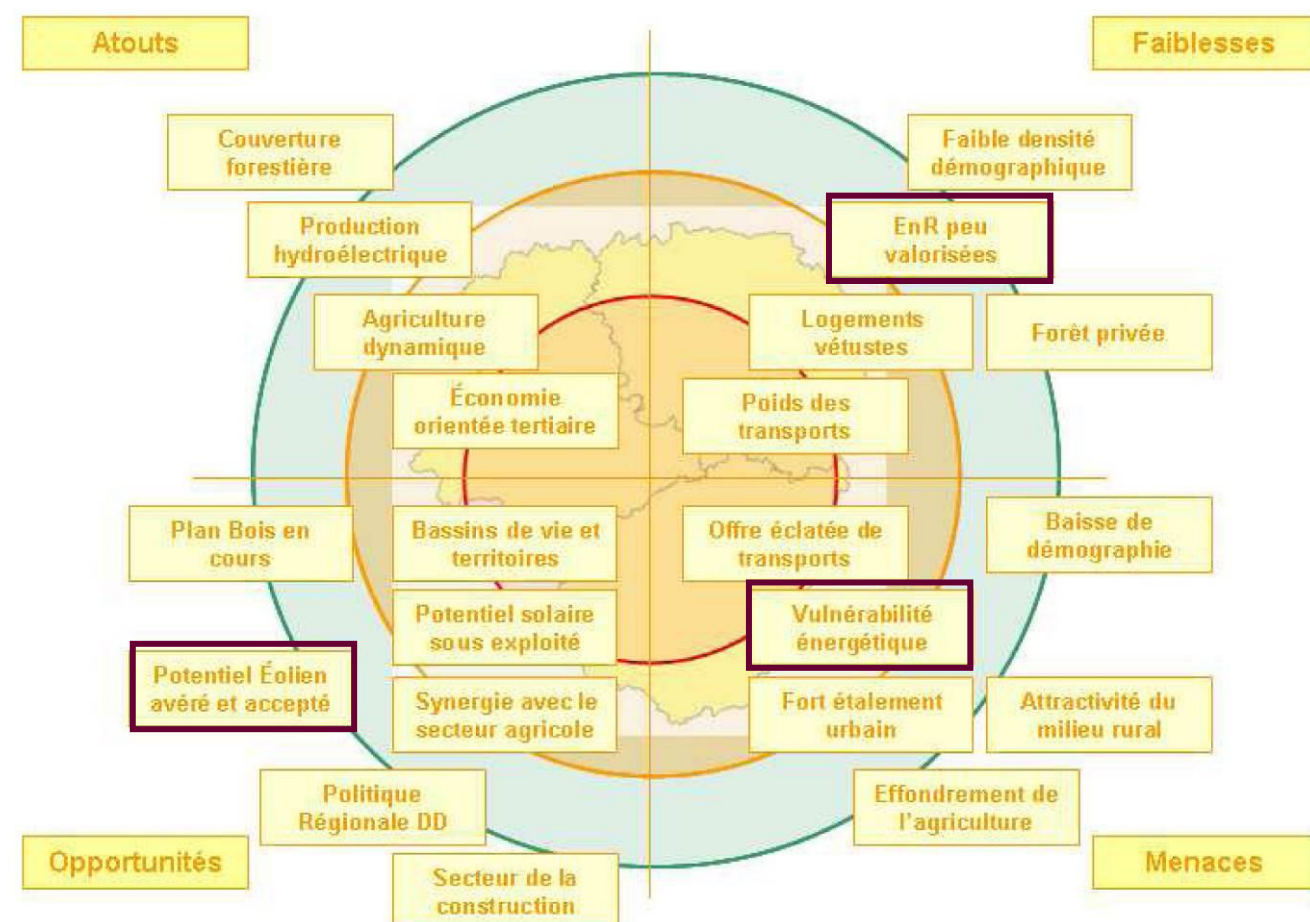 Atouts
Faiblesses
Couverture
forestière
Faible densité
démographique
Production
hydroélectrique
EnR peu
valorisées
Agriculture
dynamique
Logements
vétustes
Forêt privée
Économie
orientée tertiaire
Poids des
transports
Plan Bois en
cours
Bassins de vie et
territoires
Offre éclatée de
transports
Baisse de
démographie
Potentiel solaire
sous exploité
Vulnérabilité
énergétique
Potentiel Éolien
avéré et accepté
Synergie avec le
secteur agricole
Fort étalement
urbain
Attractivité du
milieu rural
Politique
Régionale DD
Effondrement de
l'agriculture
Opportunités
Secteur de la
construction
Menaces